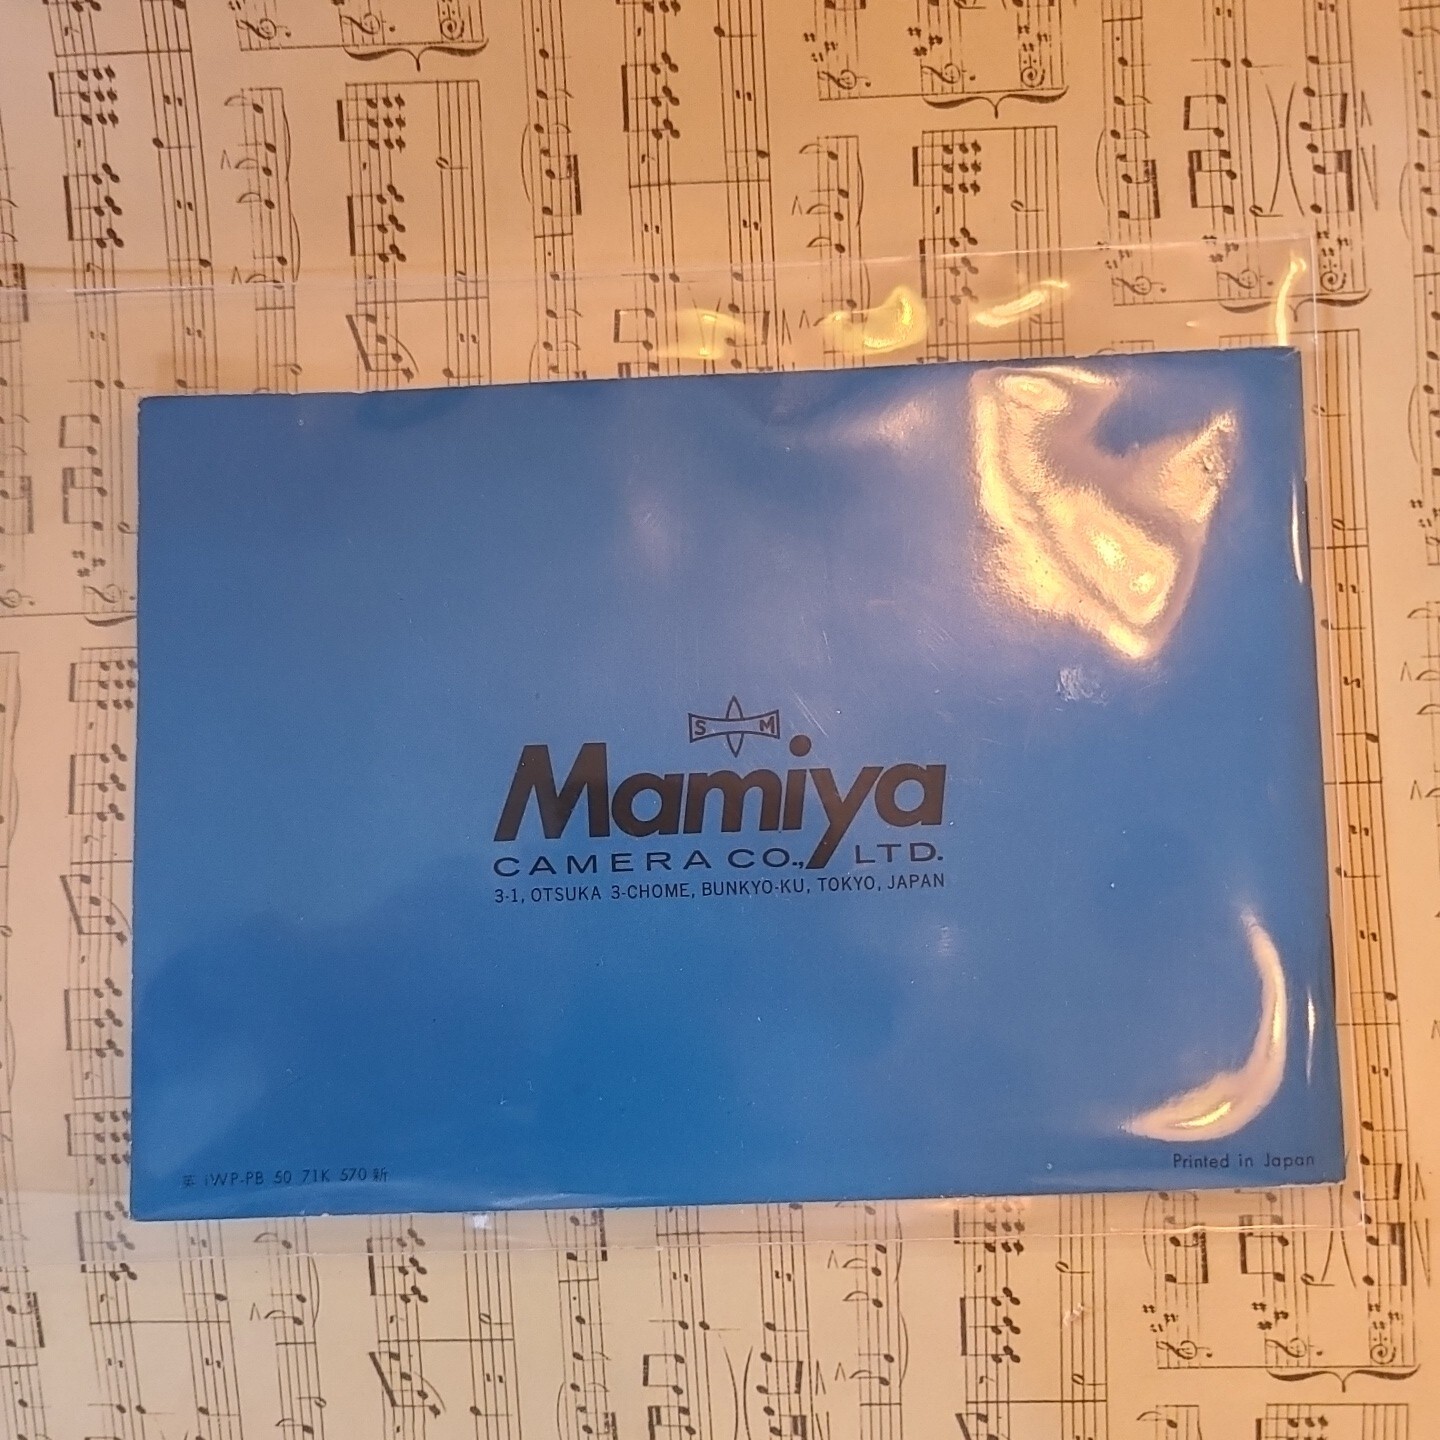 S M
Mamiya
CAMERA CO., LTD.
3-1, OTSUKA 3-CHOME, BUNKYO-KU, TOKYO, JAPAN
英 iWP-PB 50 71K 570 新
Printed in Japan